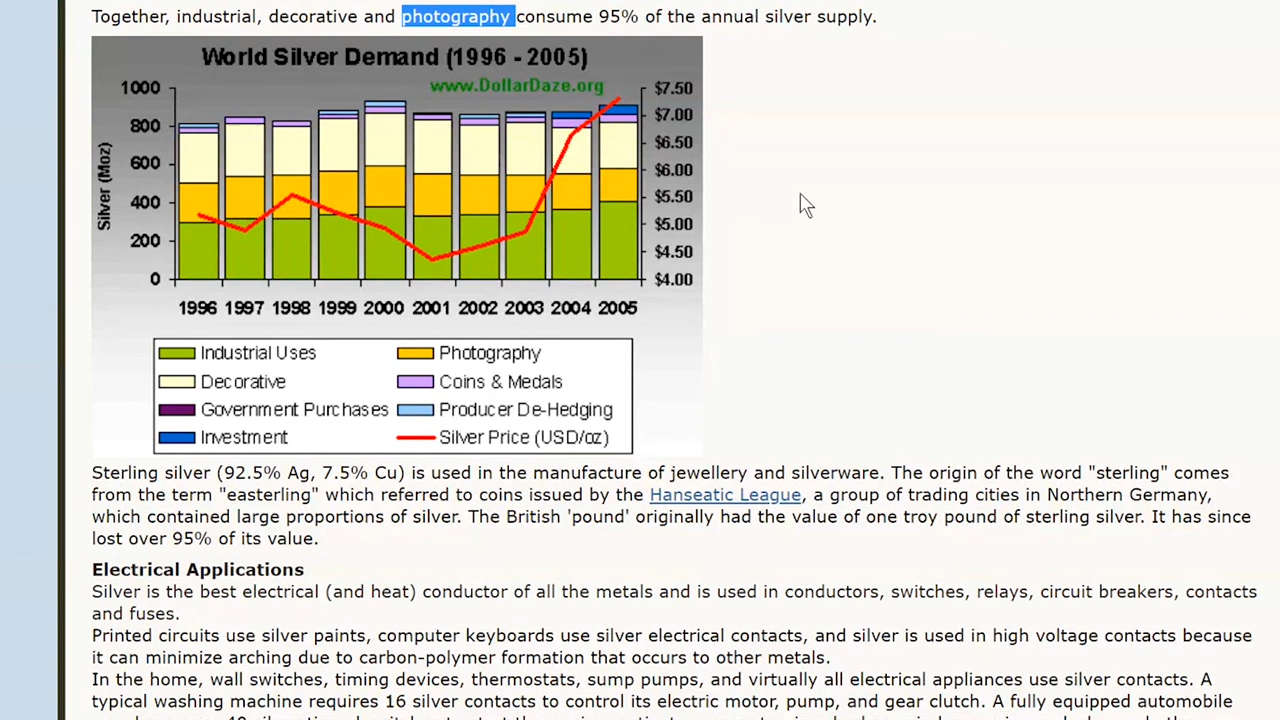 Together, industrial, decorative and photography consume 95% of the annual silver supply.
World Silver Demand (1996 - 2005)
www.DollarDaze.org
1000
800
600
400
200
0
Silver (Moz)
$7.50
$7.00
$6.50
$6.00
$5.50
$5.00
$4.50
$4.00
1996 1997 1998 1999 2000 2001 2002 2003 2004 2005
Industrial Uses Photography
Decorative Coins & Medals
Government Purchases Producer De-Hedging
Investment Silver Price (USD/oz)
Sterling silver (92.5% Ag, 7.5% Cu) is used in the manufacture of jewellery and silverware. The origin of the word "sterling" comes
from the term "easterling" which referred to coins issued by the Hanseatic League, a group of trading cities in Northern Germany,
which contained large proportions of silver. The British 'pound' originally had the value of one troy pound of sterling silver. It has since
lost over 95% of its value.
Electrical Applications
Silver is the best electrical (and heat) conductor of all the metals and is used in conductors, switches, relays, circuit breakers, contacts
and fuses.
Printed circuits use silver paints, computer keyboards use silver electrical contacts, and silver is used in high voltage contacts because
it can minimize arching due to carbon-polymer formation that occurs to other metals.
In the home, wall switches, timing devices, thermostats, sump pumps, and virtually all electrical appliances use silver contacts. A
typical washing machine requires 16 silver contacts to control its electric motor, pump, and gear clutch. A fully equipped automobile